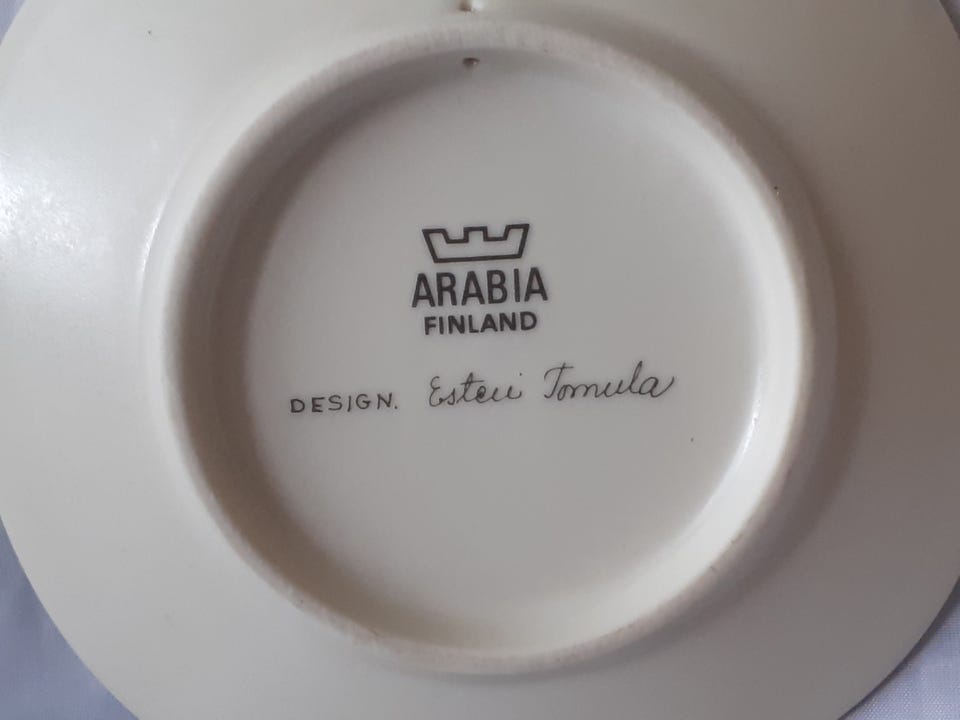 ARABIA
FINLAND
DESIGN. Esteri Tomula